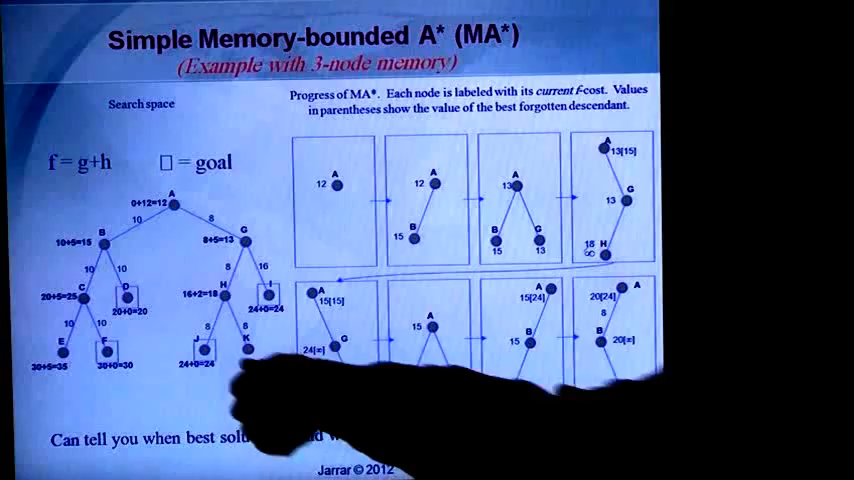 Simple Memory-bounded A* (MA*)
(Example with 3-node memory)
Search space
Progress of MA*. Each node is labeled with its current f-cost. Values
in parentheses show the value of the best forgotten descendant.
f = g+h
= goal
A
0+12=12
10
8
B
10+5=15
G
8+5=13
10
10
8
16
C
20+5=25
D
20+0=20
H
16+2=18
I
24+0=24
10
10
8
8
E
30+5=35
F
30+0=30
J
24+0=24
K
A
12
A
12
B
15
A
13
B
15
G
13
A
13[15]
G
13
18 H
∞
A
15[15]
G
24[∞]
A
15
A
15[24]
B
15
A
20[24]
8
B
20[∞]
Can tell you when best
Jarrar © 2012